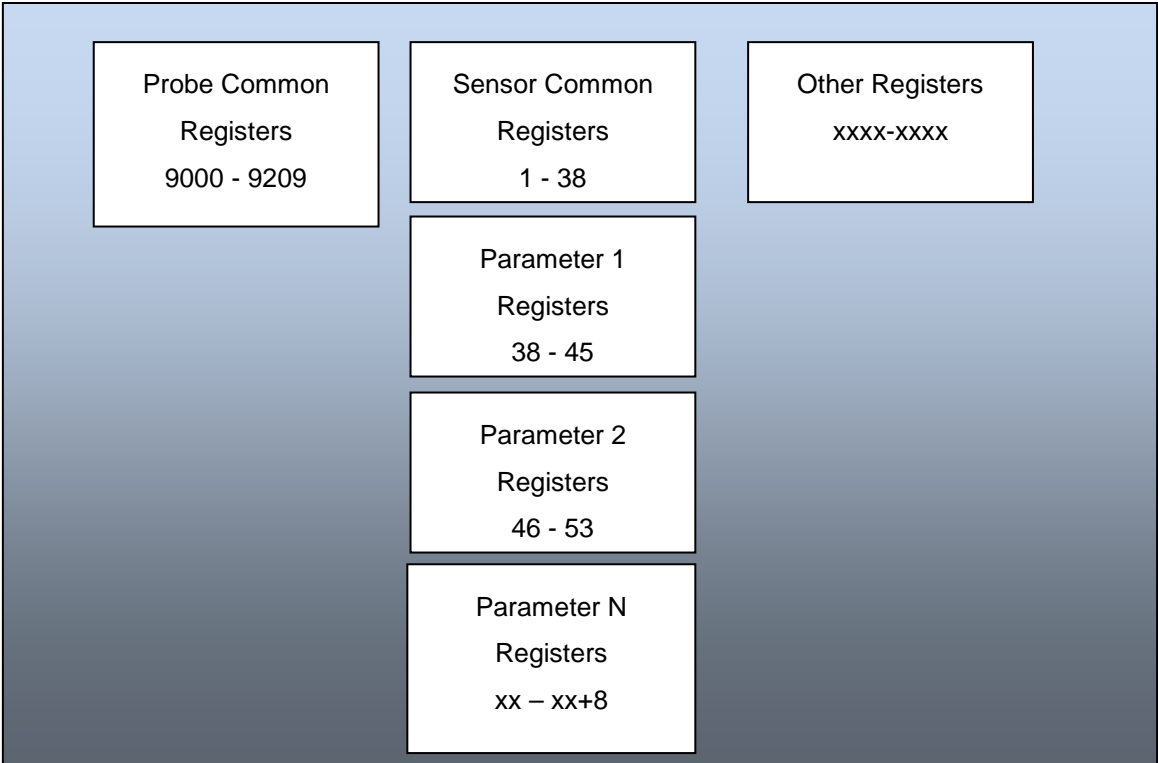 Probe Common
Registers
9000 - 9209
Sensor Common
Registers
1 - 38
Other Registers
xxxx-xxxx
Parameter 1
Registers
38 - 45
Parameter 2
Registers
46 - 53
Parameter N
Registers
xx – xx+8